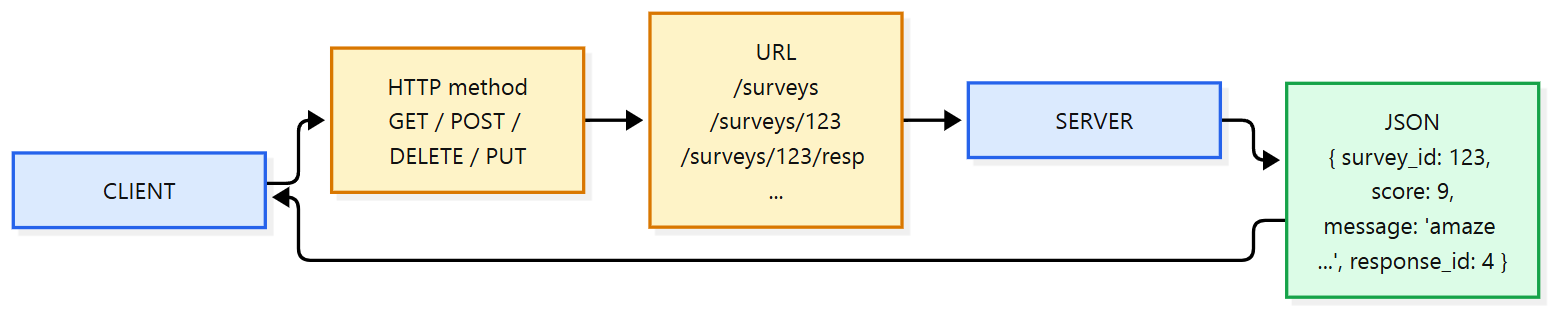 CLIENT
HTTP method
GET / POST /
DELETE / PUT
URL
/surveys
/surveys/123
/surveys/123/resp
...
SERVER
JSON
{ survey_id: 123,
score: 9,
message: 'amaze
...', response_id: 4 }